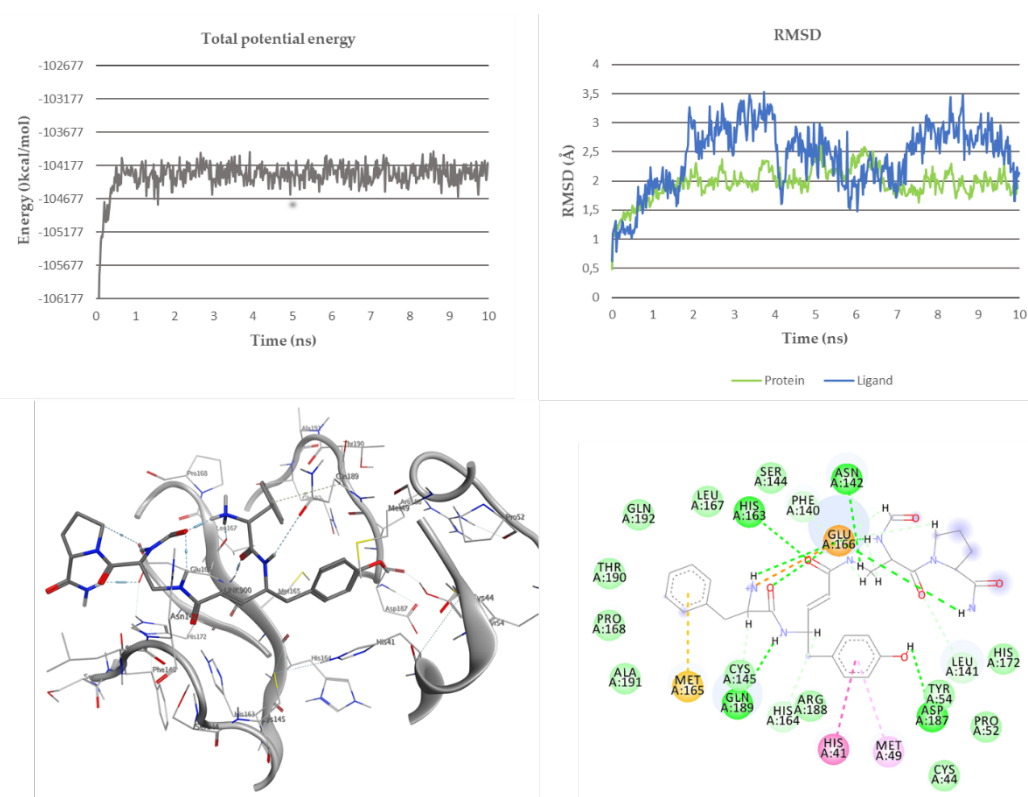 Total potential energy
-102677
-103177
-103677
-104177
-104677
-105177
-105677
-106177
Energy (Jkcal/mol)
0 1 2 3 4 5 6 7 8 9 10
Time (ns)
RMSD
4
3,5
3
2,5
2
1,5
1
0,5
0
RMSD (Å)
0 1 2 3 4 5 6 7 8 9 10
Time (ns)
Protein Ligand
Pro168
Thr190
Met49
Pro52
Met165
Asp187
His172
His41
His164
Phe140
His163
SER
A:144
ASN
A:142
LEU
A:167
HIS
A:163
PHE
A:140
GLN
A:192
GLU
A:166
THR
A:190
PRO
A:168
ALA
A:191
MET
A:165
CYS
A:145
GLN
A:189
HIS
A:164
ARG
A:188
LEU
A:141
HIS
A:172
TYR
A:54
ASP
A:187
PRO
A:52
HIS
A:41
MET
A:49
CYS
A:44